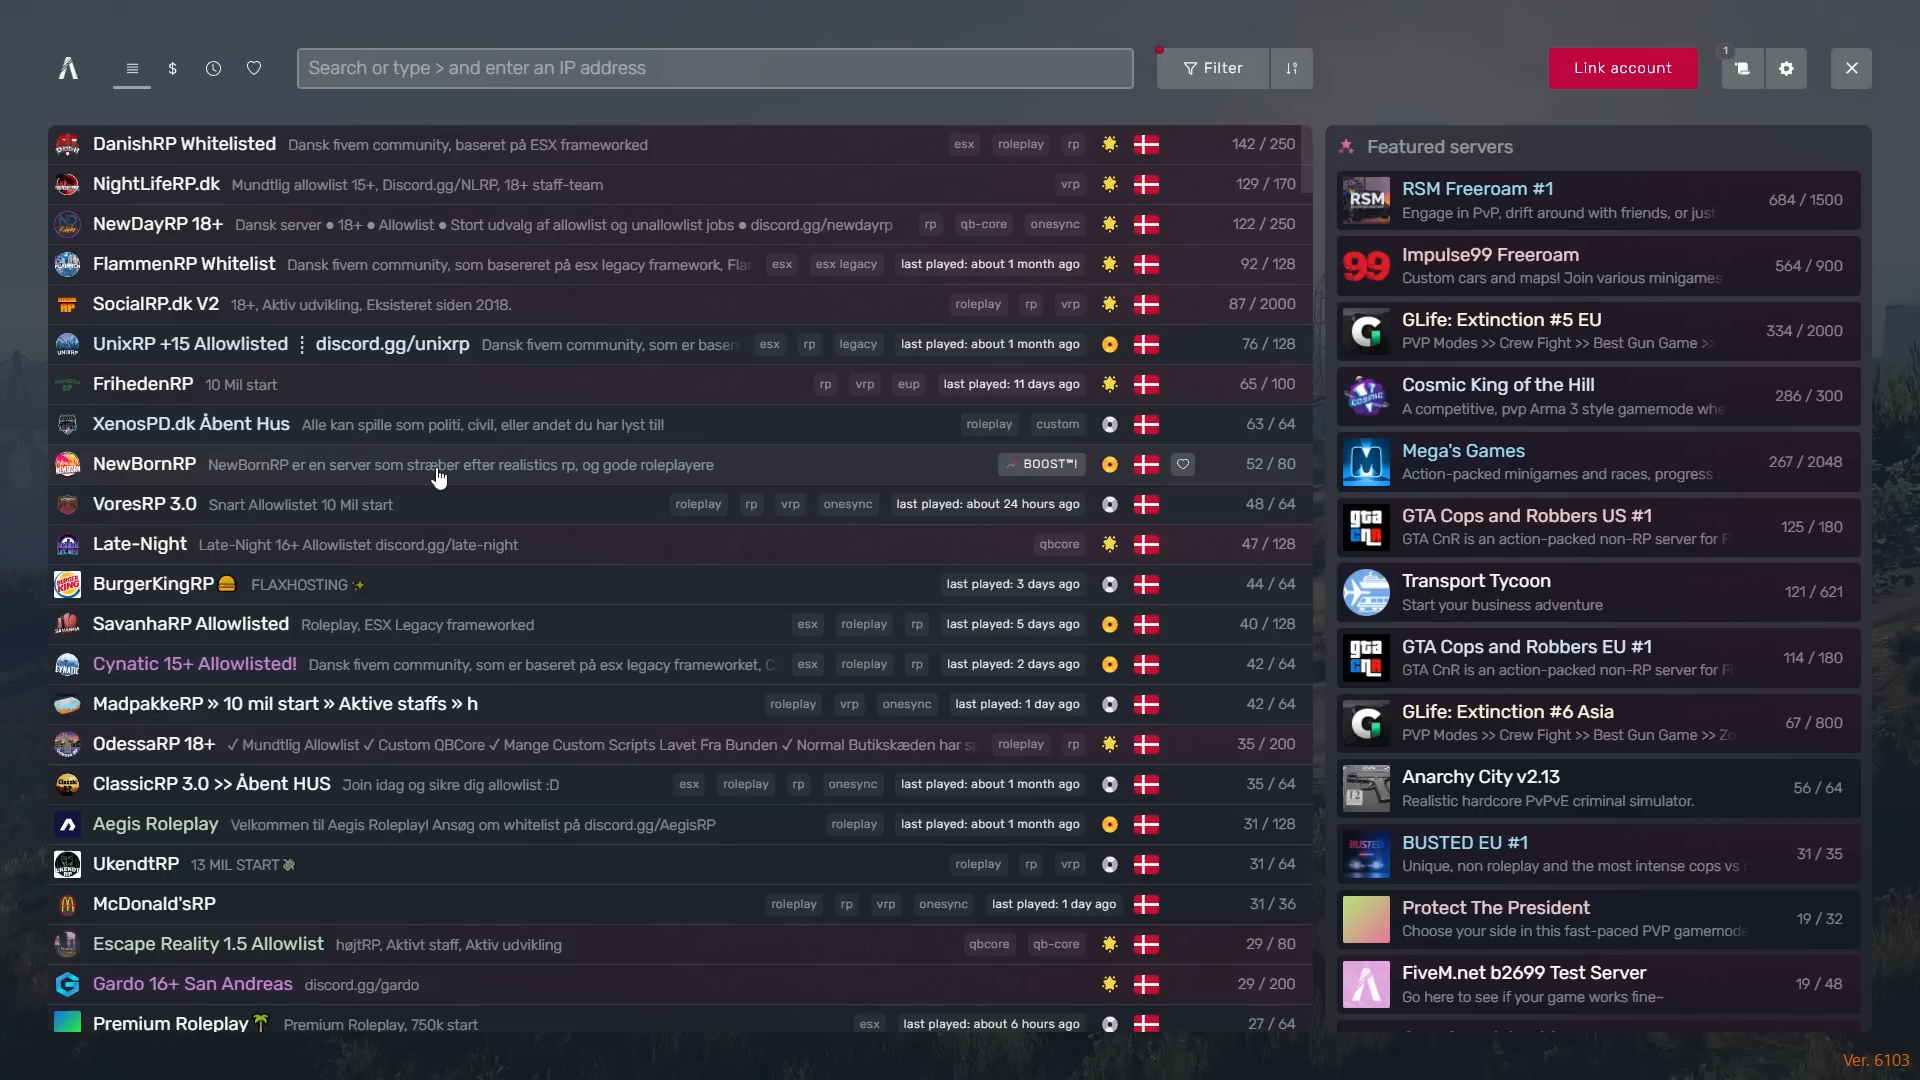 $
Search or type > and enter an IP address
Filter
Link account
1
DanishRP Whitelisted Dansk fivem community, baseret på ESX frameworked esx roleplay rp 142 / 250
NightLifeRP.dk Mundtlig allowlist 15+, Discord.gg/NLRP, 18+ staff-team vrp 129 / 170
NewDayRP 18+ Dansk server ● 18+ ● Allowlist ● Stort udvalg af allowlist og unallowlist jobs ● discord.gg/newdayrp rp qb-core onesync 122 / 250
FlammenRP Whitelist Dansk fivem community, som basereret på esx legacy framework, Fla esx esx legacy last played: about 1 month ago 92 / 128
SocialRP.dk V2 18+, Aktiv udvikling, Eksisteret siden 2018. roleplay rp vrp 87 / 2000
UnixRP +15 Allowlisted ┋ discord.gg/unixrp Dansk fivem community, som er baser esx rp legacy last played: about 1 month ago 76 / 128
FrihedenRP 10 Mil start rp vrp eup last played: 11 days ago 65 / 100
XenosPD.dk Åbent Hus Alle kan spille som politi, civil, eller andet du har lyst till roleplay custom 63 / 64
NewBornRP NewBornRP er en server som stræber efter realistics rp, og gode roleplayere BOOST™! 52 / 80
VoresRP 3.0 Snart Allowlistet 10 Mil start roleplay rp vrp onesync last played: about 24 hours ago 48 / 64
Late-Night Late-Night 16+ Allowlistet discord.gg/late-night qbcore 47 / 128
BurgerKingRP🍔 FLAXHOSTING ✨ last played: 3 days ago 44 / 64
SavanhaRP Allowlisted Roleplay, ESX Legacy frameworked esx roleplay rp last played: 5 days ago 40 / 128
Cynatic 15+ Allowlisted! Dansk fivem community, som er baseret på esx legacy frameworket, C esx roleplay rp last played: 2 days ago 42 / 64
MadpakkeRP » 10 mil start » Aktive staffs » h roleplay vrp onesync last played: 1 day ago 42 / 64
OdessaRP 18+ ✓ Mundtlig Allowlist ✓ Custom QBCore ✓ Mange Custom Scripts Lavet Fra Bunden ✓ Normal Butikskæden har sp roleplay rp 35 / 200
ClassicRP 3.0 >> Åbent HUS Join idag og sikre dig allowlist :D esx roleplay rp onesync last played: about 1 month ago 35 / 64
Aegis Roleplay Velkommen til Aegis Roleplay! Ansøg om whitelist på discord.gg/AegisRP roleplay last played: about 1 month ago 31 / 128
UkendtRP 13 MIL START💸 roleplay rp vrp 31 / 64
McDonald'sRP roleplay rp vrp onesync last played: 1 day ago 31 / 36
Escape Reality 1.5 Allowlist højtRP, Aktivt staff, Aktiv udvikling qbcore qb-core 29 / 80
Gardo 16+ San Andreas discord.gg/gardo 29 / 200
Premium Roleplay🌴 Premium Roleplay, 750k start esx last played: about 6 hours ago 27 / 64
Featured servers
RSM
RSM Freeroam #1
Engage in PvP, drift around with friends, or just
684 / 1500
99
Impulse99 Freeroam
Custom cars and maps! Join various minigames
564 / 900
G
GLife: Extinction #5 EU
PVP Modes >> Crew Fight >> Best Gun Game >>
334 / 2000
COSMIC
Cosmic King of the Hill
A competitive, pvp Arma 3 style gamemode whe
286 / 300
M
Mega's Games
Action-packed minigames and races, progress a
267 / 2048
gta
cnr
GTA Cops and Robbers US #1
GTA CnR is an action-packed non-RP server for Fi
125 / 180
Transport Tycoon
Start your business adventure
121 / 621
gta
cnr
GTA Cops and Robbers EU #1
GTA CnR is an action-packed non-RP server for Fi
114 / 180
G
GLife: Extinction #6 Asia
PVP Modes >> Crew Fight >> Best Gun Game >> Zo
67 / 800
12
Anarchy City v2.13
Realistic hardcore PvPvE criminal simulator.
56 / 64
BUSTED
BUSTED EU #1
Unique, non roleplay and the most intense cops vs r
31 / 35
Protect The President
Choose your side in this fast-paced PVP gamemode
19 / 32
FiveM.net b2699 Test Server
Go here to see if your game works fine~
19 / 48
Ver. 6103